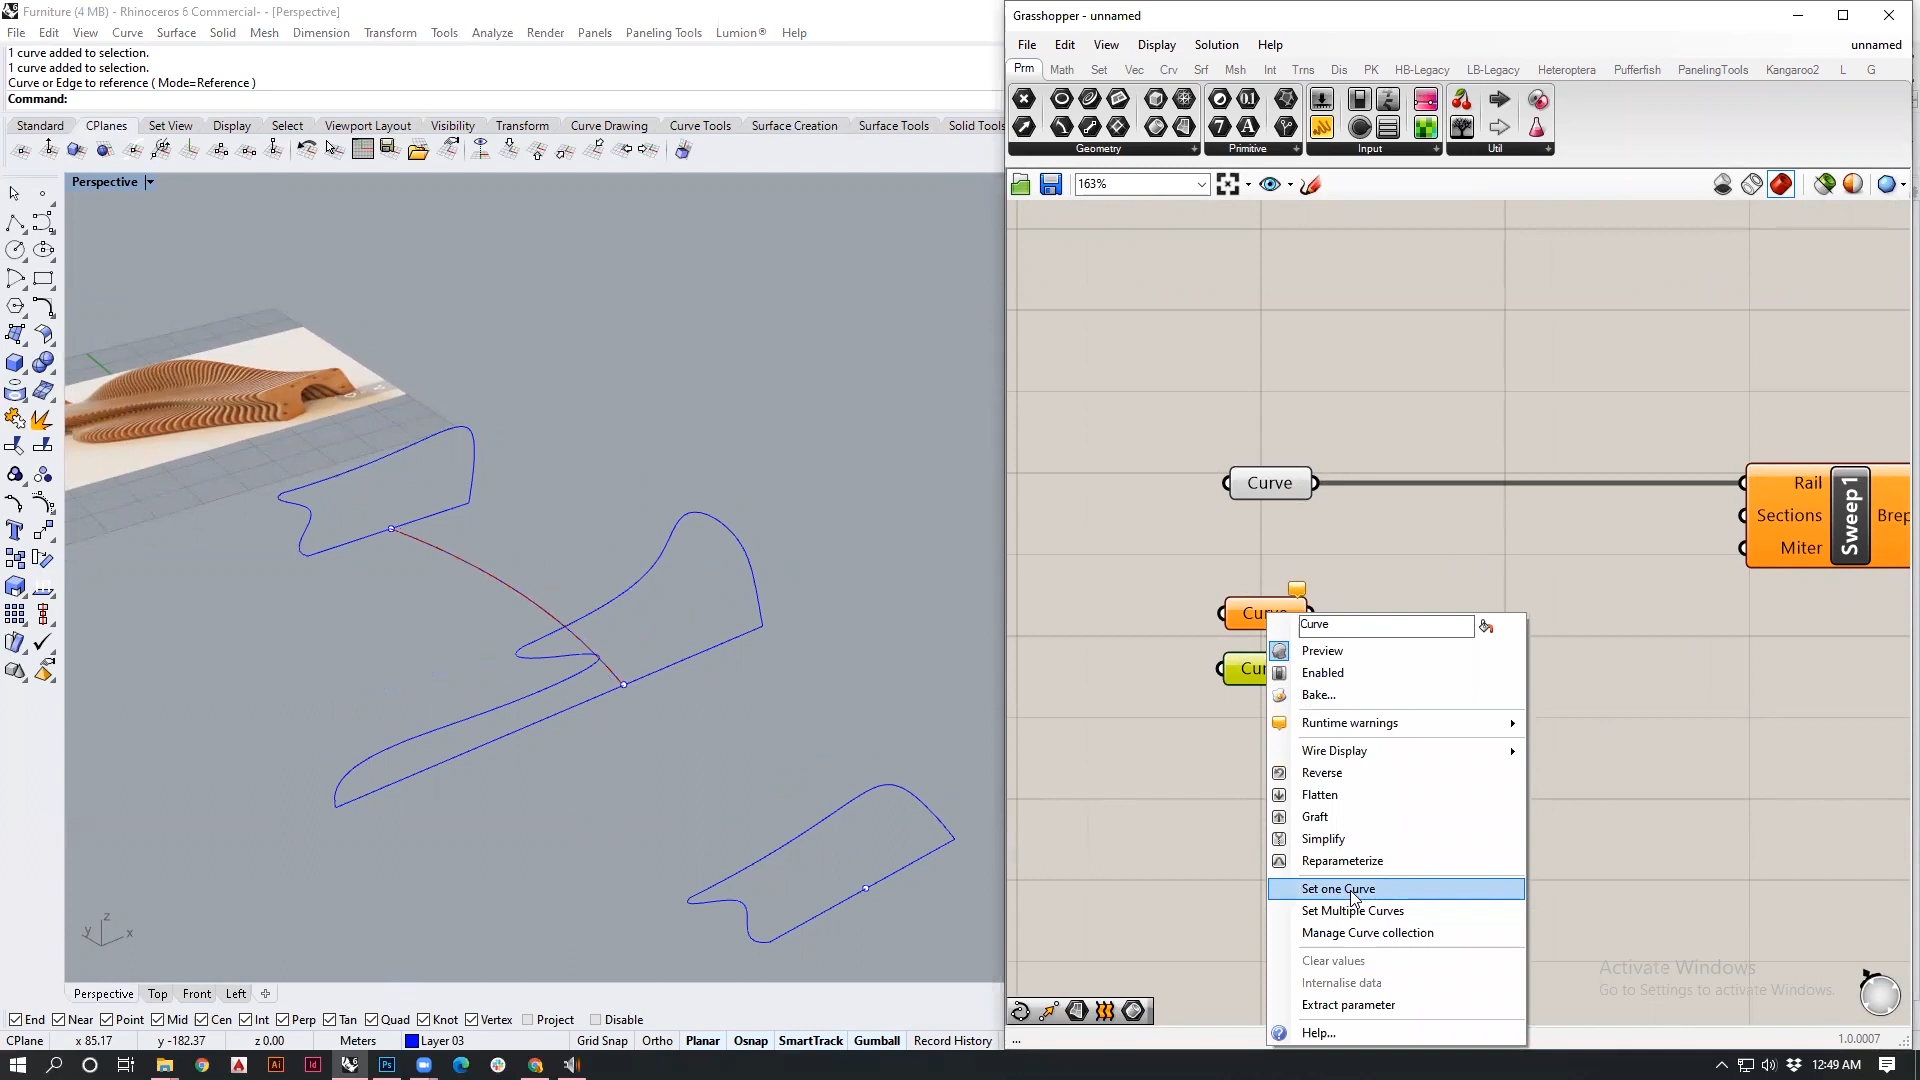 Furniture (4 MB) - Rhinoceros 6 Commercial- - [Perspective]
File Edit View Curve Surface Solid Mesh Dimension Transform Tools Analyze Render Panels Paneling Tools Lumion® Help
1 curve added to selection.
1 curve added to selection.
Curve or Edge to reference ( Mode=Reference )
Command:
Standard CPlanes Set View Display Select Viewport Layout Visibility Transform Curve Drawing Curve Tools Surface Creation Surface Tools Solid Tools
Perspective
z
y x
Perspective Top Front Left
End Near Point Mid Cen Int Perp Tan Quad Knot Vertex Project Disable
CPlane x 85.17 y -182.37 z 0.00 Meters Layer 03 Grid Snap Ortho Planar Osnap SmartTrack Gumball Record History
Grasshopper - unnamed
File Edit View Display Solution Help unnamed
Prm Math Set Vec Crv Srf Msh Int Trns Dis PK HB-Legacy LB-Legacy Heteroptera Pufferfish PanelingTools Kangaroo2 L G
Geometry Primitive Input Util
163%
Curve
Rail
Sections
Miter
Sweep1
Brep
Curve
Cur
Curve
Preview
Enabled
Bake...
Runtime warnings
Wire Display
Reverse
Flatten
Graft
Simplify
Reparameterize
Set one Curve
Set Multiple Curves
Manage Curve collection
Clear values
Internalise data
Extract parameter
Help...
Activate Windows
Go to Settings to activate Windows.
... 1.0.0007
12:49 AM